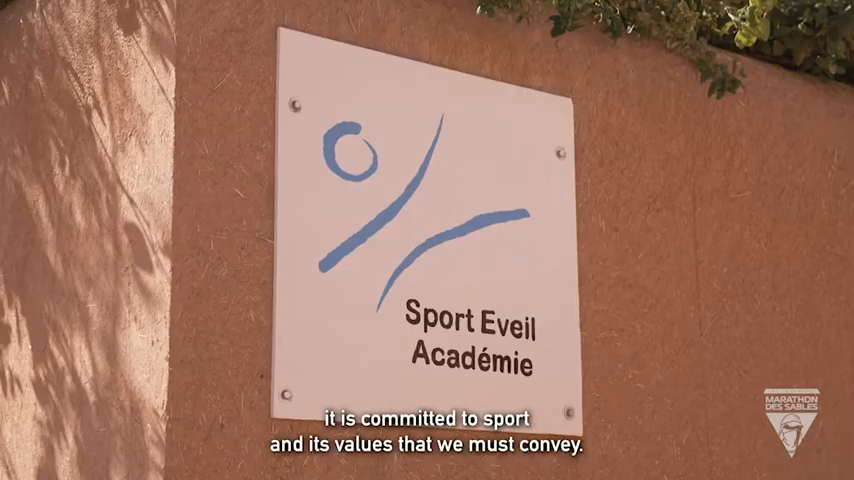 Sport Eveil
Académie
it is committed to sport
and its values that we must convey.
MARATHON
DES SABLES